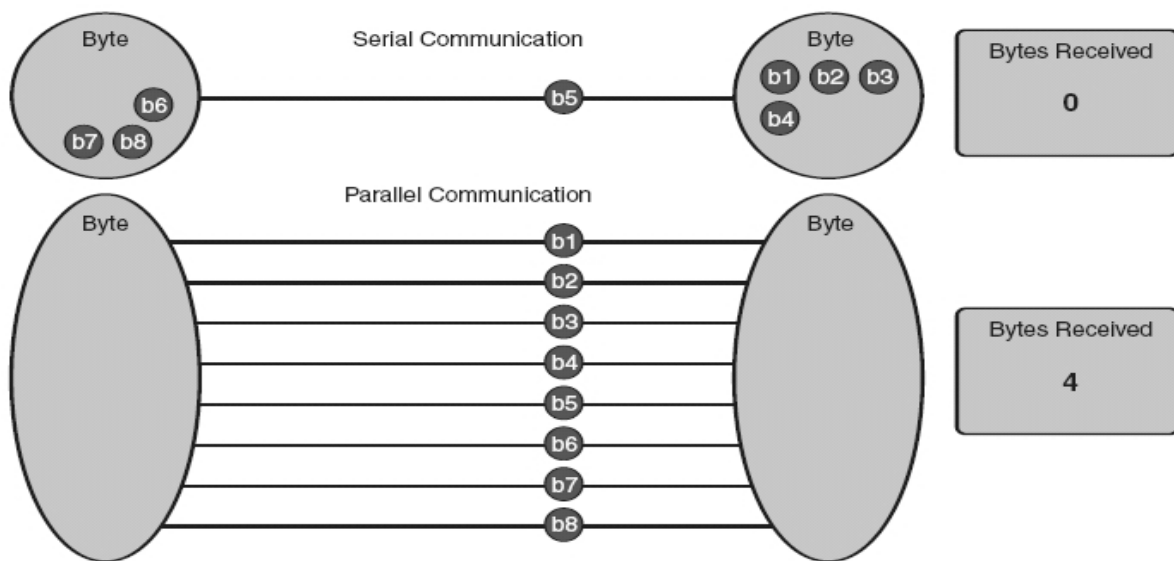 Serial Communication
Byte
b6
b7 b8
b5
Byte
b1 b2 b3
b4
Bytes Received
0
Parallel Communication
Byte
b1
b2
b3
b4
b5
b6
b7
b8
Byte
Bytes Received
4